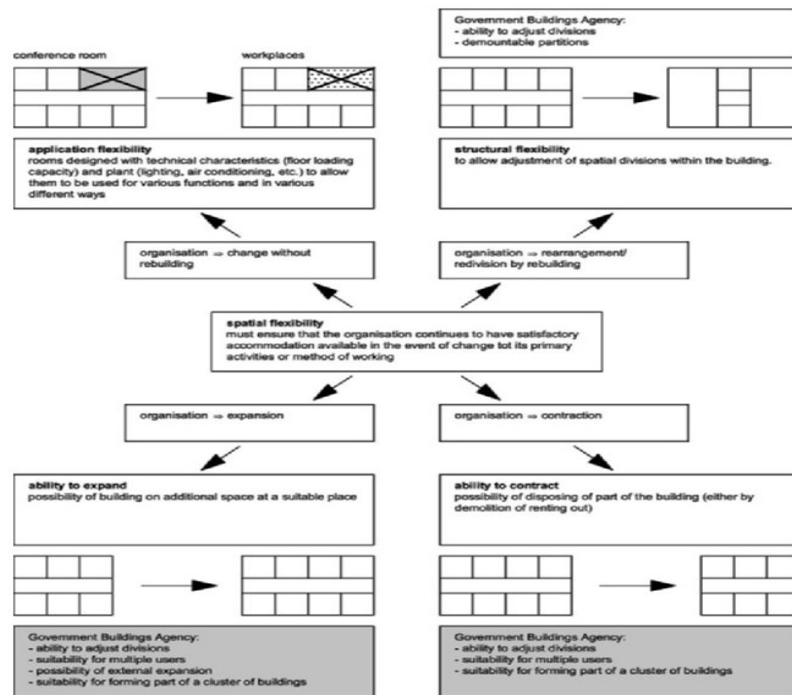 Government Buildings Agency:
- ability to adjust divisions
- demountable partitions
conference room
workplaces
application flexibility
rooms designed with technical characteristics (floor loading
capacity) and plant (lighting, air conditioning, etc.) to allow
them to be used for various functions and in various
different ways
structural flexibility
to allow adjustment of spatial divisions within the building.
organisation ⇒ change without
rebuilding
organisation ⇒ rearrangement/
redivision by rebuilding
spatial flexibility
must ensure that the organisation continues to have satisfactory
accommodation available in the event of change tot its primary
activities or method of working
organisation ⇒ expansion
organisation ⇒ contraction
ability to expand
possibility of building on additional space at a suitable place
ability to contract
possibility of disposing of part of the building (either by
demolition of renting out)
Government Buildings Agency:
- ability to adjust divisions
- suitability for multiple users
- possibility of external expansion
- suitability for forming part of a cluster of buildings
Government Buildings Agency:
- ability to adjust divisions
- suitability for multiple users
- suitability for forming part of a cluster of buildings